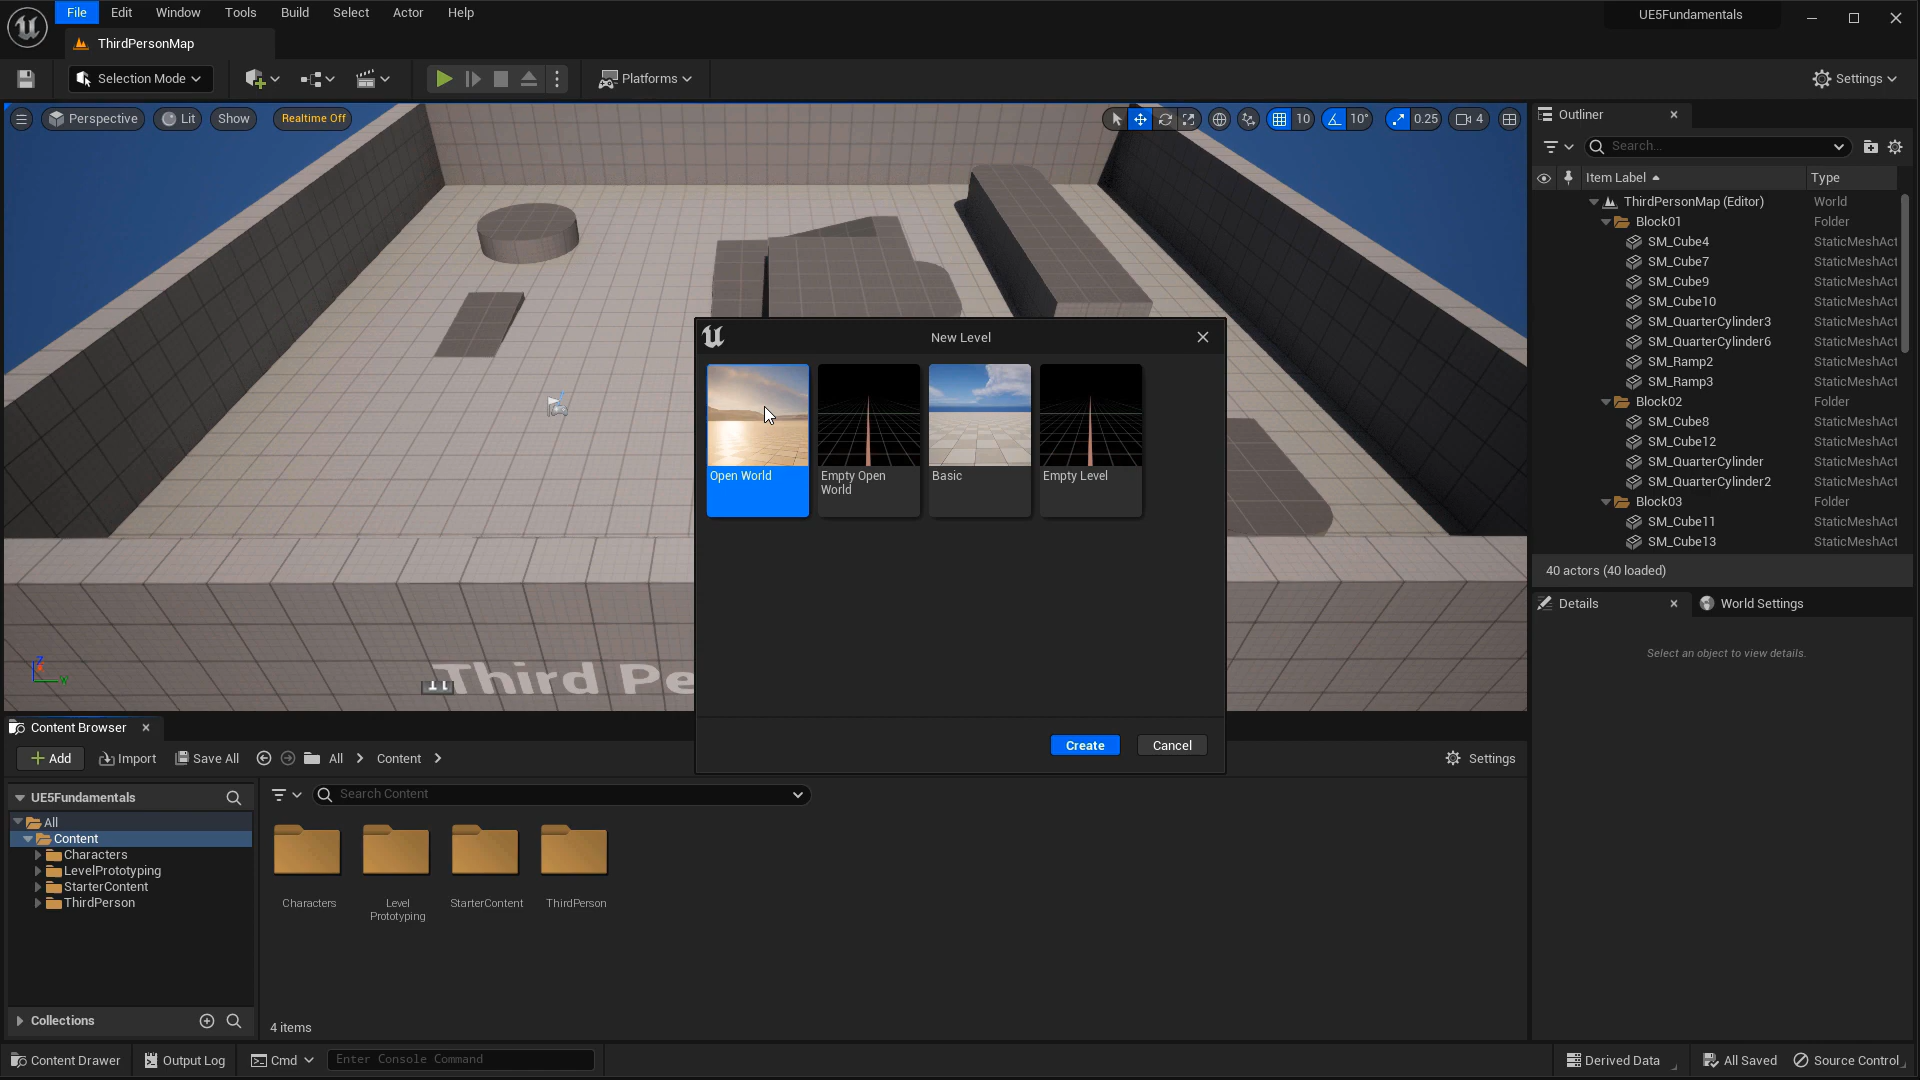 File Edit Window Tools Build Select Actor Help
UE5Fundamentals
ThirdPersonMap
Selection Mode
Platforms
Settings
Perspective Lit Show Realtime Off
10 10° 0.25 4
Outliner
Search...
Item Label Type
ThirdPersonMap (Editor) World
Block01 Folder
SM_Cube4 StaticMeshAct
SM_Cube7 StaticMeshAct
SM_Cube9 StaticMeshAct
SM_Cube10 StaticMeshAct
SM_QuarterCylinder3 StaticMeshAct
SM_QuarterCylinder6 StaticMeshAct
SM_Ramp2 StaticMeshAct
SM_Ramp3 StaticMeshAct
Block02 Folder
SM_Cube8 StaticMeshAct
SM_Cube12 StaticMeshAct
SM_QuarterCylinder StaticMeshAct
SM_QuarterCylinder2 StaticMeshAct
Block03 Folder
SM_Cube11 StaticMeshAct
SM_Cube13 StaticMeshAct
40 actors (40 loaded)
Details World Settings
Select an object to view details.
New Level
Open World
Empty Open
World
Basic
Empty Level
Create Cancel
Third Pe
Z
Content Browser
Add Import Save All All Content Settings
UE5Fundamentals
All
Content
Characters
LevelPrototyping
StarterContent
ThirdPerson
Collections
Search Content
Characters
Level
Prototyping
StarterContent
ThirdPerson
4 items
Content Drawer Output Log Cmd Enter Console Command Derived Data All Saved Source Control